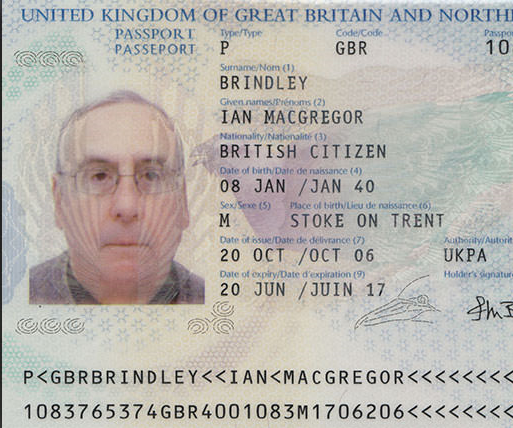 UNITED KINGDOM OF GREAT BRITAIN AND NORTH
PASSPORT
PASSEPORT
Type/Type
P
Code/Code
GBR
Passpo
10
Surname/Nom (1)
BRINDLEY
Given names/Prénoms (2)
IAN MACGREGOR
Nationality/Nationalité (3)
BRITISH CITIZEN
Date of birth/Date de naissance (4)
08 JAN /JAN 40
Sex/Sexe (5) Place of birth/Lieu de naissance (6)
M STOKE ON TRENT
Date of issue/Date de délivrance (7) Authority/Autorit
20 OCT /OCT 06 UKPA
Date of expiry/Date d'expiration (9) Holder's signatur
20 JUN /JUIN 17
P<GBRBRINDLEY<<IAN<MACGREGOR<<<<<<<
1083765374GBR4001083M1706206<<<<<<<